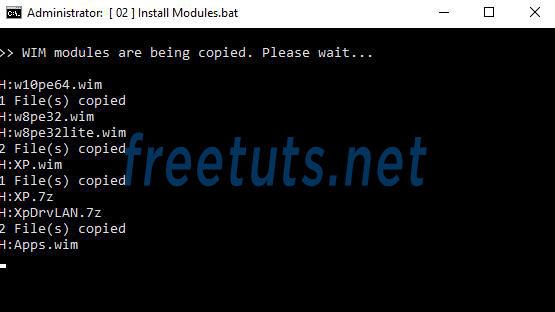 Administrator:  [ 02 ] Install Modules.bat
>> WIM modules are being copied. Please wait...
H:w10pe64.wim
1 File(s) copied
H:w8pe32.wim
H:w8pe32lite.wim
2 File(s) copied
H:XP.wim
1 File(s) copied
H:XP.7z
H:XpDrvLAN.7z
2 File(s) copied
H:Apps.wim
freetuts.net